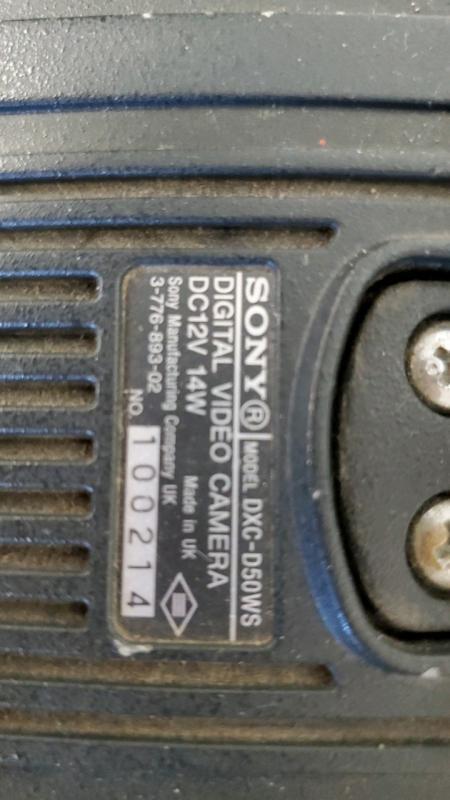 SONY® MODEL DXC-D50WS
DIGITAL VIDEO CAMERA
DC12V 14W Made in UK
Sony Manufacturing Company UK
3-776-893-02 NO. 100214